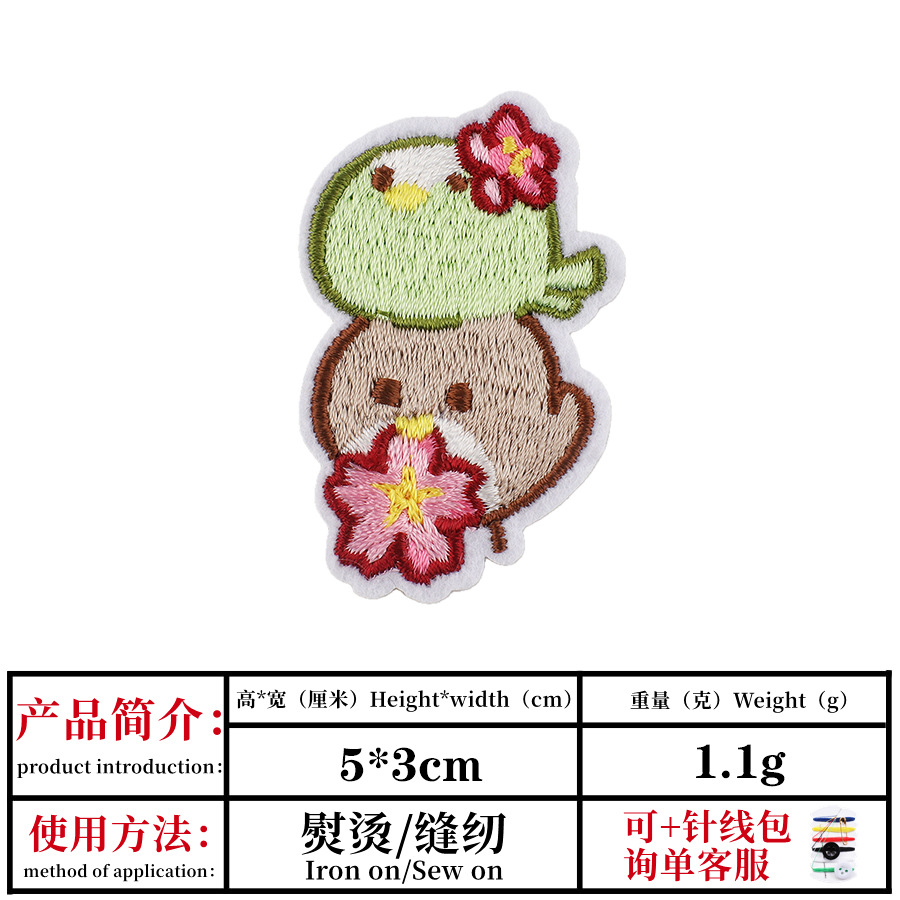 产品简介：
product introduction：
高*宽（厘米）Height*width（cm）
重量（克）Weight（g）
5*3cm
1.1g
使用方法：
method of application：
熨烫/缝纫
Iron on/Sew on
可+针线包
询单客服